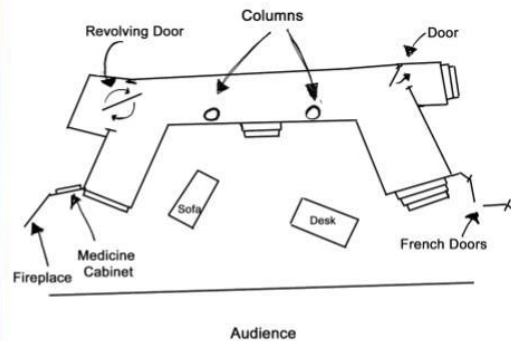 Columns
Revolving Door
Door
Sofa
Desk
French Doors
Medicine
Cabinet
Fireplace
Audience